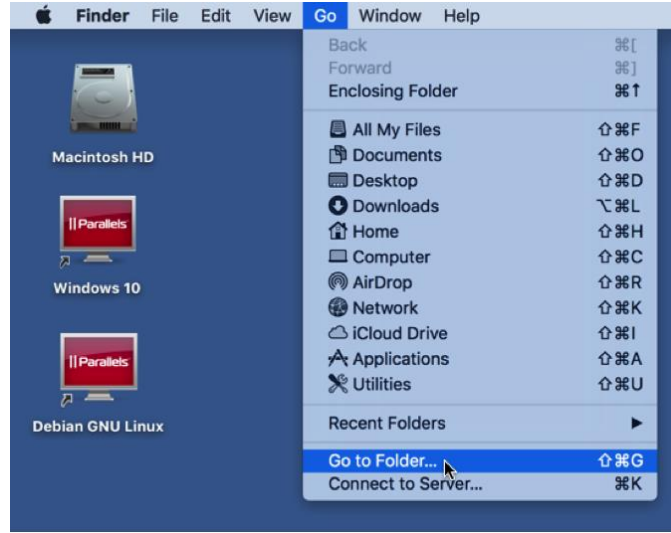 Finder File Edit View Go Window Help
Back ⌘[
Forward ⌘]
Enclosing Folder ⌘↑
All My Files ⇧⌘F
Documents ⇧⌘O
Desktop ⇧⌘D
Downloads ⌥⌘L
Home ⇧⌘H
Computer ⇧⌘C
AirDrop ⇧⌘R
Network ⇧⌘K
iCloud Drive ⇧⌘I
Applications ⇧⌘A
Utilities ⇧⌘U
Recent Folders
Go to Folder... ⇧⌘G
Connect to Server... ⌘K
Macintosh HD
|| Parallels
Windows 10
|| Parallels
Debian GNU Linux